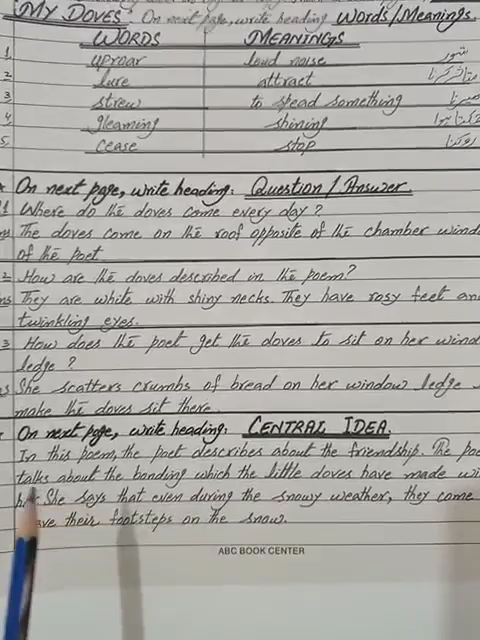 "MY DOVES" On next page, write heading Words/Meanings.
WORDS MEANINGS
1 uproar loud noise شور
2 lure attract متاثر کرنا
3 strew to spead something
4 gleaming shining
5. cease stop روکنا
On next page, write heading: Question/Answer.
1 Where do the doves come every day?
The doves come on the roof opposite of the chamber wind
of the poet.
2 How are the doves described in the poem?
ns They are white with shiny necks. They have rosy feet an
twinkling eyes.
3 How does the poet get the doves to sit on her wind
ledge?
s She scatters crumbs of bread on her window ledge
make the doves sit there.
On next page, write heading: CENTRAL IDEA.
In this poem, the poet describes about the friendship. The poe
talks about the bonding which the little doves have made wi
She says that even during the snowy weather, they come
ave their footsteps on the snow.
ABC BOOK CENTER